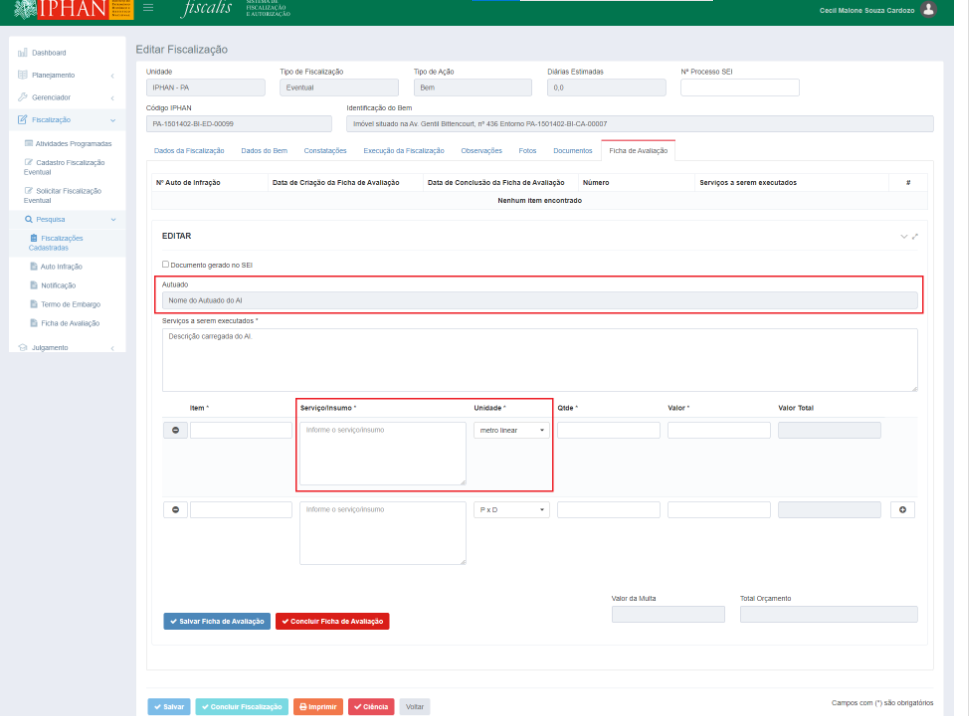 IPHAN
fiscalis
SISTEMA DE
FISCALIZAÇÃO
E AUTORIZAÇÃO
Cecil Malone Souza Cardozo
Dashboard
Planejamento
Gerenciador
Fiscalização
Atividades Programadas
Cadastro Fiscalização
Eventual
Solicitar Fiscalização
Eventual
Pesquisa
Fiscalizações
Cadastradas
Auto Infração
Notificação
Termo de Embargo
Ficha de Avaliação
Julgamento
Editar Fiscalização
Unidade Tipo de Fiscalização Tipo de Ação Diárias Estimadas Nº Processo SEI
IPHAN - PA Eventual Bem 0,0
Código IPHAN Identificação do Bem
PA-1501402-BI-ED-00099 Imóvel situado na Av. Gentil Bittencourt, nº 436 Entorno PA-1501402-BI-CA-00007
Dados da Fiscalização Dados do Bem Constatações Execução da Fiscalização Observações Fotos Documentos Ficha de Avaliação
Nº Auto de Infração Data de Criação da Ficha de Avaliação Data de Conclusão da Ficha de Avaliação Número Serviços a serem executados #
Nenhum item encontrado
EDITAR
Documento gerado no SEI
Autuado
Nome do Autuado do AI
Serviços a serem executados *
Descrição carregada do AI
Item * Serviço/Insumo * Unidade * Qtde * Valor * Valor Total
Informe o serviço/insumo metro linear
Informe o serviço/insumo P x D
Valor da Multa Total Orçamento
Salvar Ficha de Avaliação Concluir Ficha de Avaliação
Salvar Concluir Fiscalização Imprimir Ciência Voltar
Campos com (*) são obrigatórios